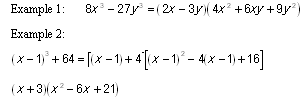 Example 1: 8x³ − 27y³ = (2x − 3y)(4x² + 6xy + 9y²)
Example 2:
(x − 1)³ + 64 = [(x − 1) + 4][(x − 1)² − 4(x − 1) + 16]
(x + 3)(x² − 6x + 21)